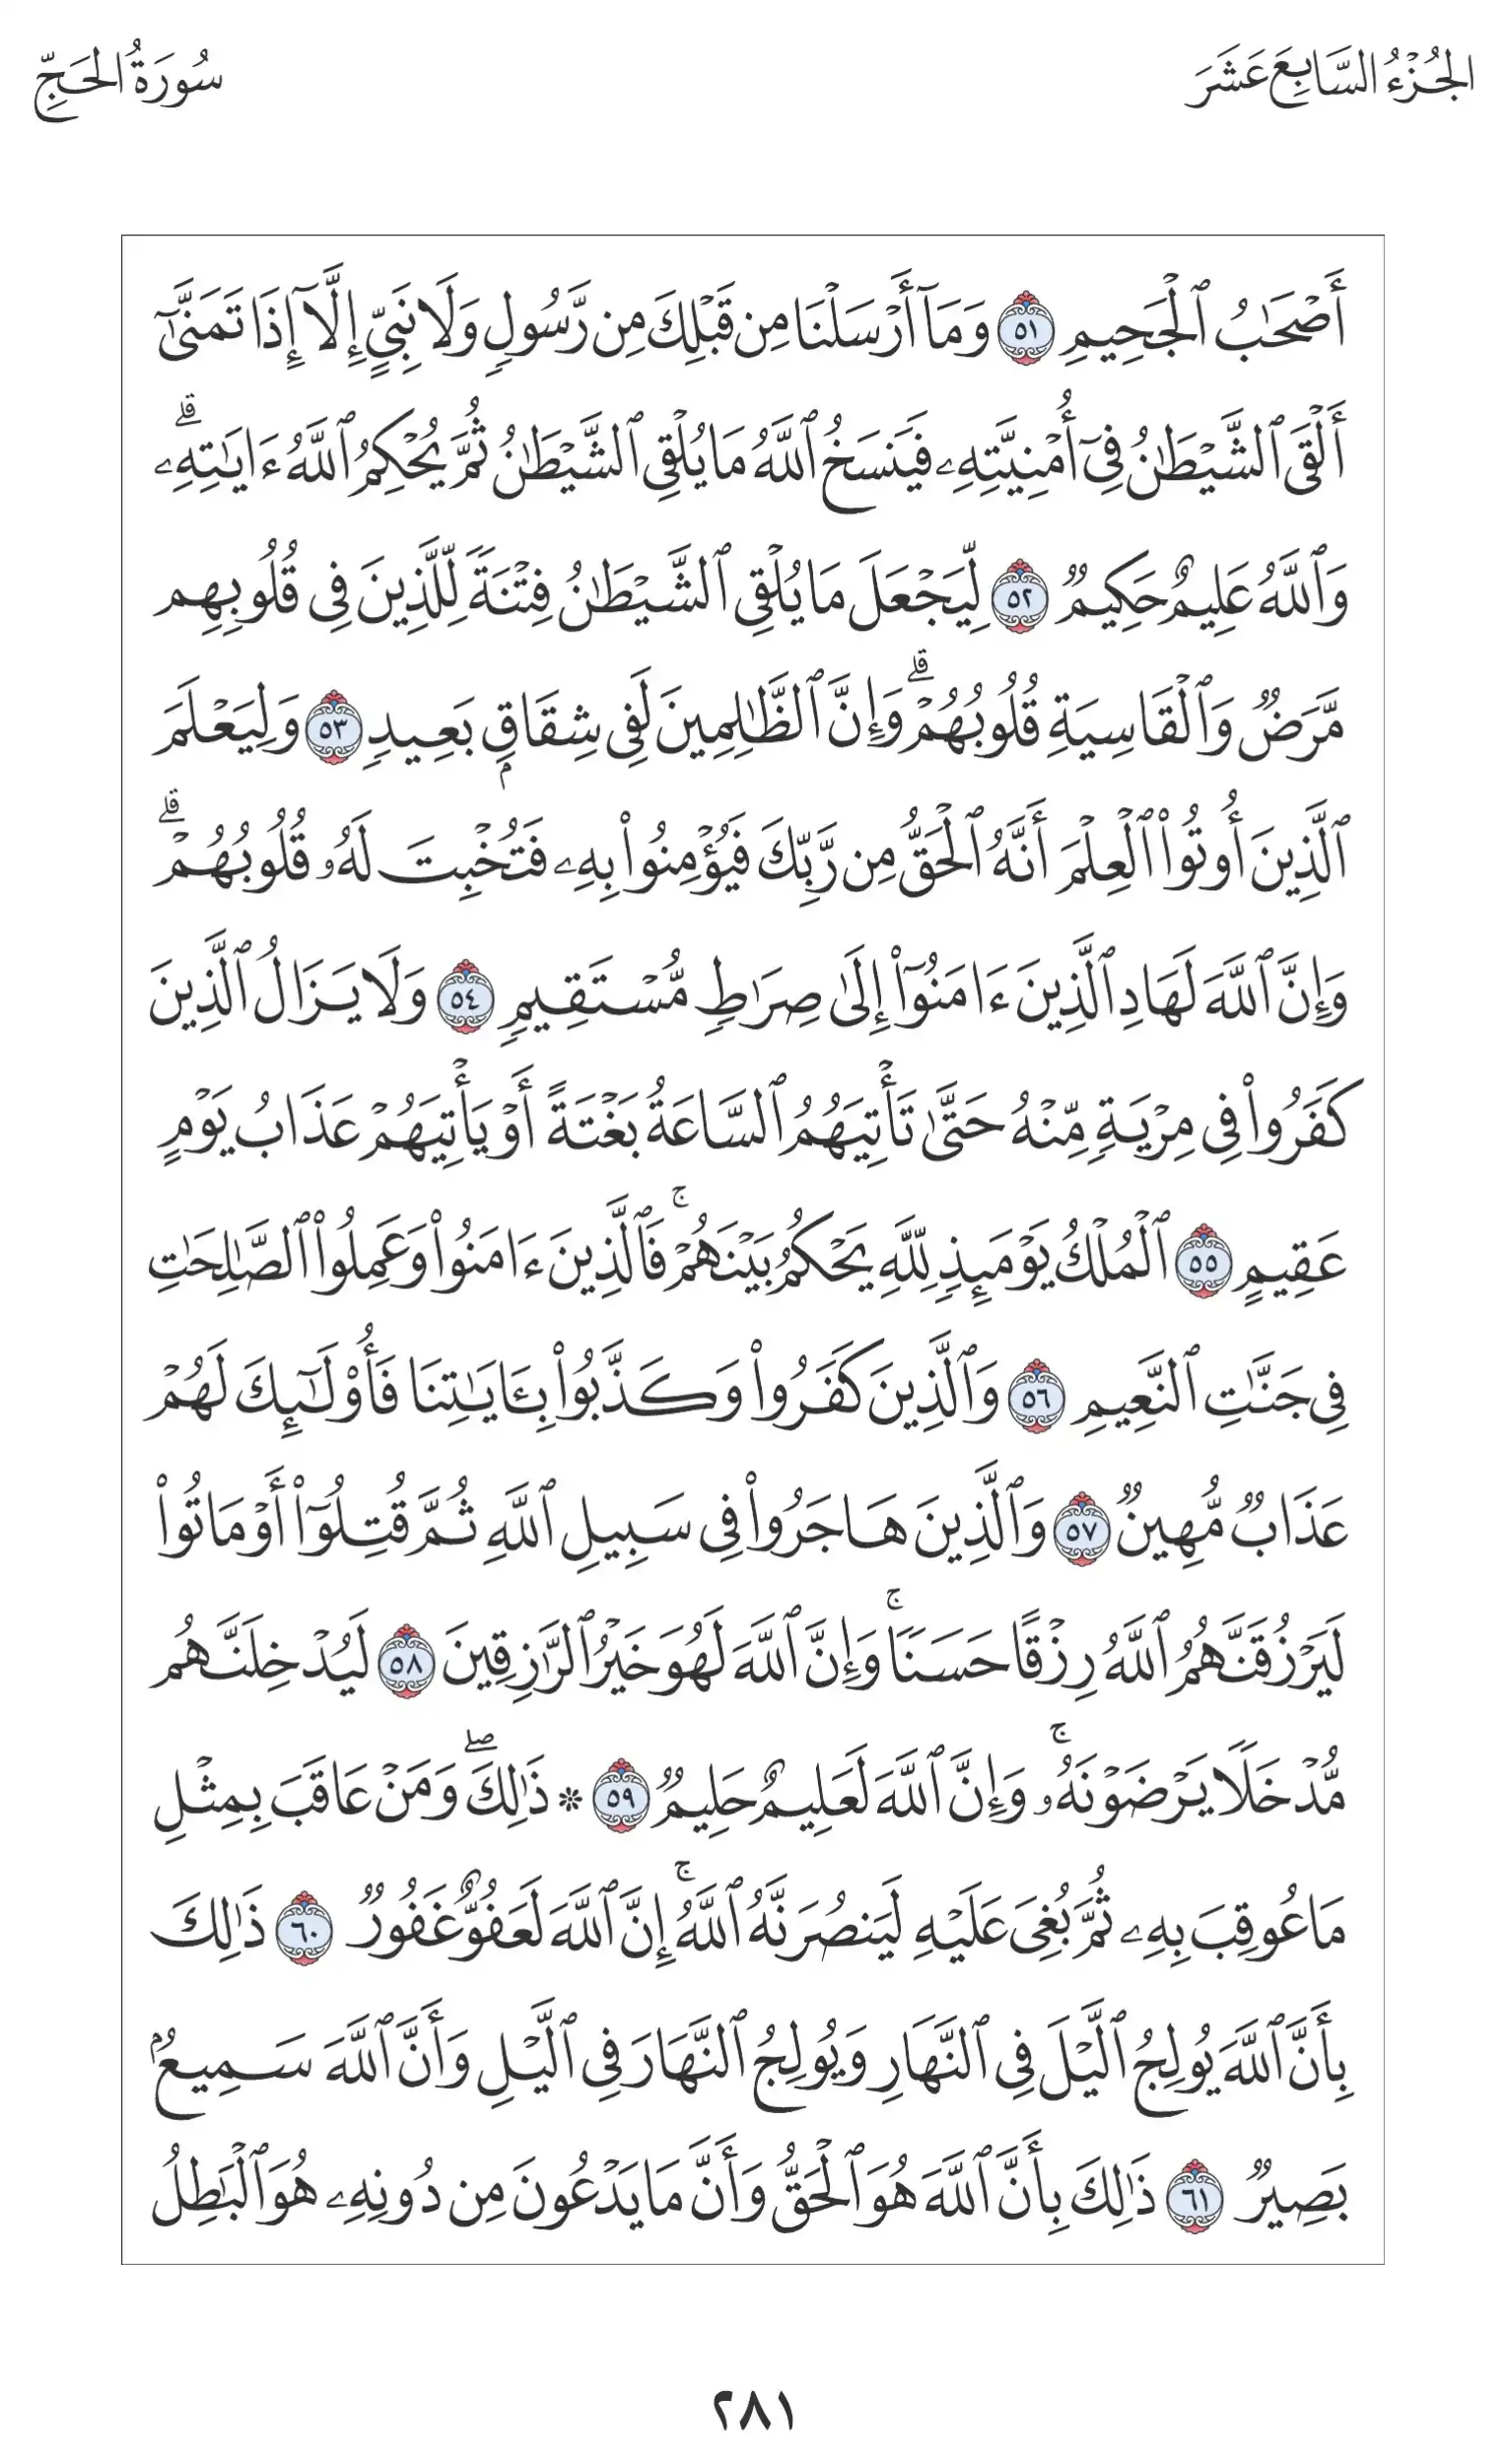 الجُزْءُ السَّابِعَ عَشَرَ
سُورَةُ الحَجِّ
أَصْحَٰبُ ٱلْجَحِيمِ ٥١ وَمَآ أَرْسَلْنَا مِن قَبْلِكَ مِن رَّسُولٍ وَلَا نَبِيٍّ إِلَّآ إِذَا تَمَنَّىٰٓ
أَلْقَى ٱلشَّيْطَٰنُ فِىٓ أُمْنِيَّتِهِۦ فَيَنسَخُ ٱللَّهُ مَا يُلْقِى ٱلشَّيْطَٰنُ ثُمَّ يُحْكِمُ ٱللَّهُ ءَايَٰتِهِۦۗ
وَٱللَّهُ عَلِيمٌ حَكِيمٌ ٥٢ لِّيَجْعَلَ مَا يُلْقِى ٱلشَّيْطَٰنُ فِتْنَةً لِّلَّذِينَ فِى قُلُوبِهِم
مَّرَضٌ وَٱلْقَاسِيَةِ قُلُوبُهُمْۗ وَإِنَّ ٱلظَّٰلِمِينَ لَفِى شِقَاقٍۭ بَعِيدٍ ٥٣ وَلِيَعْلَمَ
ٱلَّذِينَ أُوتُوا۟ ٱلْعِلْمَ أَنَّهُ ٱلْحَقُّ مِن رَّبِّكَ فَيُؤْمِنُوا۟ بِهِۦ فَتُخْبِتَ لَهُۥ قُلُوبُهُمْۗ
وَإِنَّ ٱللَّهَ لَهَادِ ٱلَّذِينَ ءَامَنُوٓا۟ إِلَىٰ صِرَٰطٍ مُّسْتَقِيمٍ ٥٤ وَلَا يَزَالُ ٱلَّذِينَ
كَفَرُوا۟ فِى مِرْيَةٍ مِّنْهُ حَتَّىٰ تَأْتِيَهُمُ ٱلسَّاعَةُ بَغْتَةً أَوْ يَأْتِيَهُمْ عَذَابُ يَوْمٍ
عَقِيمٍ ٥٥ ٱلْمُلْكُ يَوْمَئِذٍ لِّلَّهِ يَحْكُمُ بَيْنَهُمْۚ فَٱلَّذِينَ ءَامَنُوا۟ وَعَمِلُوا۟ ٱلصَّٰلِحَٰتِ
فِى جَنَّٰتِ ٱلنَّعِيمِ ٥٦ وَٱلَّذِينَ كَفَرُوا۟ وَكَذَّبُوا۟ بِـَٔايَٰتِنَا فَأُو۟لَٰٓئِكَ لَهُمْ
عَذَابٌ مُّهِينٌ ٥٧ وَٱلَّذِينَ هَاجَرُوا۟ فِى سَبِيلِ ٱللَّهِ ثُمَّ قُتِلُوٓا۟ أَوْ مَاتُوا۟
لَيَرْزُقَنَّهُمُ ٱللَّهُ رِزْقًا حَسَنًاۚ وَإِنَّ ٱللَّهَ لَهُوَ خَيْرُ ٱلرَّٰزِقِينَ ٥٨ لَيُدْخِلَنَّهُم
مُّدْخَلًا يَرْضَوْنَهُۥۚ وَإِنَّ ٱللَّهَ لَعَلِيمٌ حَلِيمٌ ٥٩ ۞ ذَٰلِكَۖ وَمَنْ عَاقَبَ بِمِثْلِ
مَا عُوقِبَ بِهِۦ ثُمَّ بُغِىَ عَلَيْهِ لَيَنصُرَنَّهُ ٱللَّهُۚ إِنَّ ٱللَّهَ لَعَفُوٌّ غَفُورٌ ٦٠ ذَٰلِكَ
بِأَنَّ ٱللَّهَ يُولِجُ ٱلَّيْلَ فِى ٱلنَّهَارِ وَيُولِجُ ٱلنَّهَارَ فِى ٱلَّيْلِ وَأَنَّ ٱللَّهَ سَمِيعٌۢ
بَصِيرٌ ٦١ ذَٰلِكَ بِأَنَّ ٱللَّهَ هُوَ ٱلْحَقُّ وَأَنَّ مَا يَدْعُونَ مِن دُونِهِۦ هُوَ ٱلْبَٰطِلُ
٢٨١